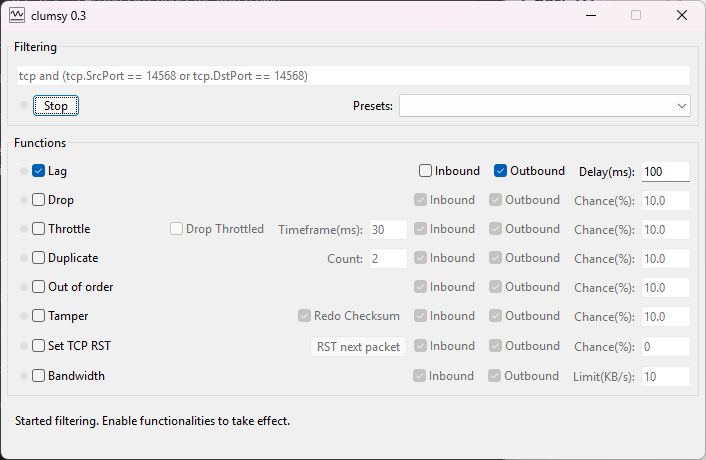 clumsy 0.3
Filtering
tcp and (tcp.SrcPort == 14568 or tcp.DstPort == 14568)
Stop Presets:
Functions
Lag Inbound Outbound Delay(ms): 100
Drop Inbound Outbound Chance(%): 10.0
Throttle Drop Throttled Timeframe(ms): 30 Inbound Outbound Chance(%): 10.0
Duplicate Count: 2 Inbound Outbound Chance(%): 10.0
Out of order Inbound Outbound Chance(%): 10.0
Tamper Redo Checksum Inbound Outbound Chance(%): 10.0
Set TCP RST RST next packet Inbound Outbound Chance(%): 0
Bandwidth Inbound Outbound Limit(KB/s): 10
Started filtering. Enable functionalities to take effect.